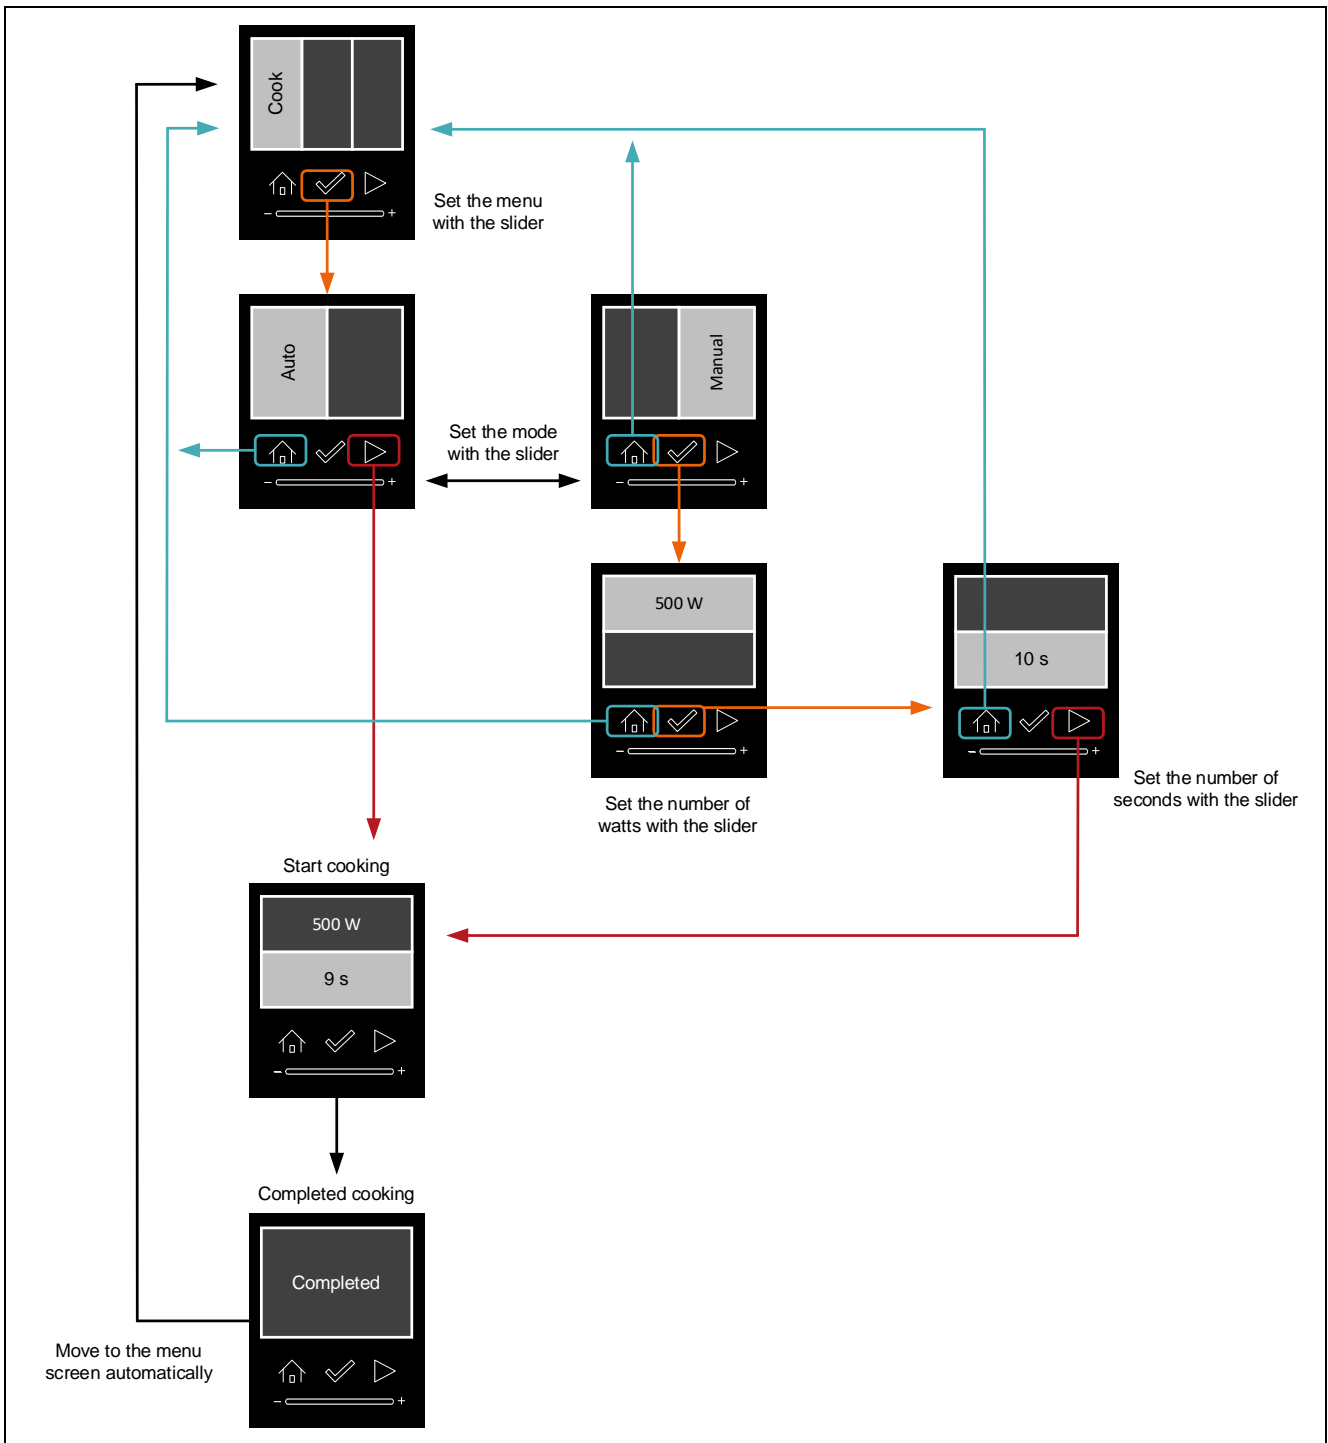 Cook
- +
Set the menu
with the slider
Auto
- +
Set the mode
with the slider
Manual
- +
500 W
- +
Set the number of
watts with the slider
10 s
- +
Set the number of
seconds with the slider
Start cooking
500 W
9 s
- +
Completed cooking
Completed
- +
Move to the menu
screen automatically